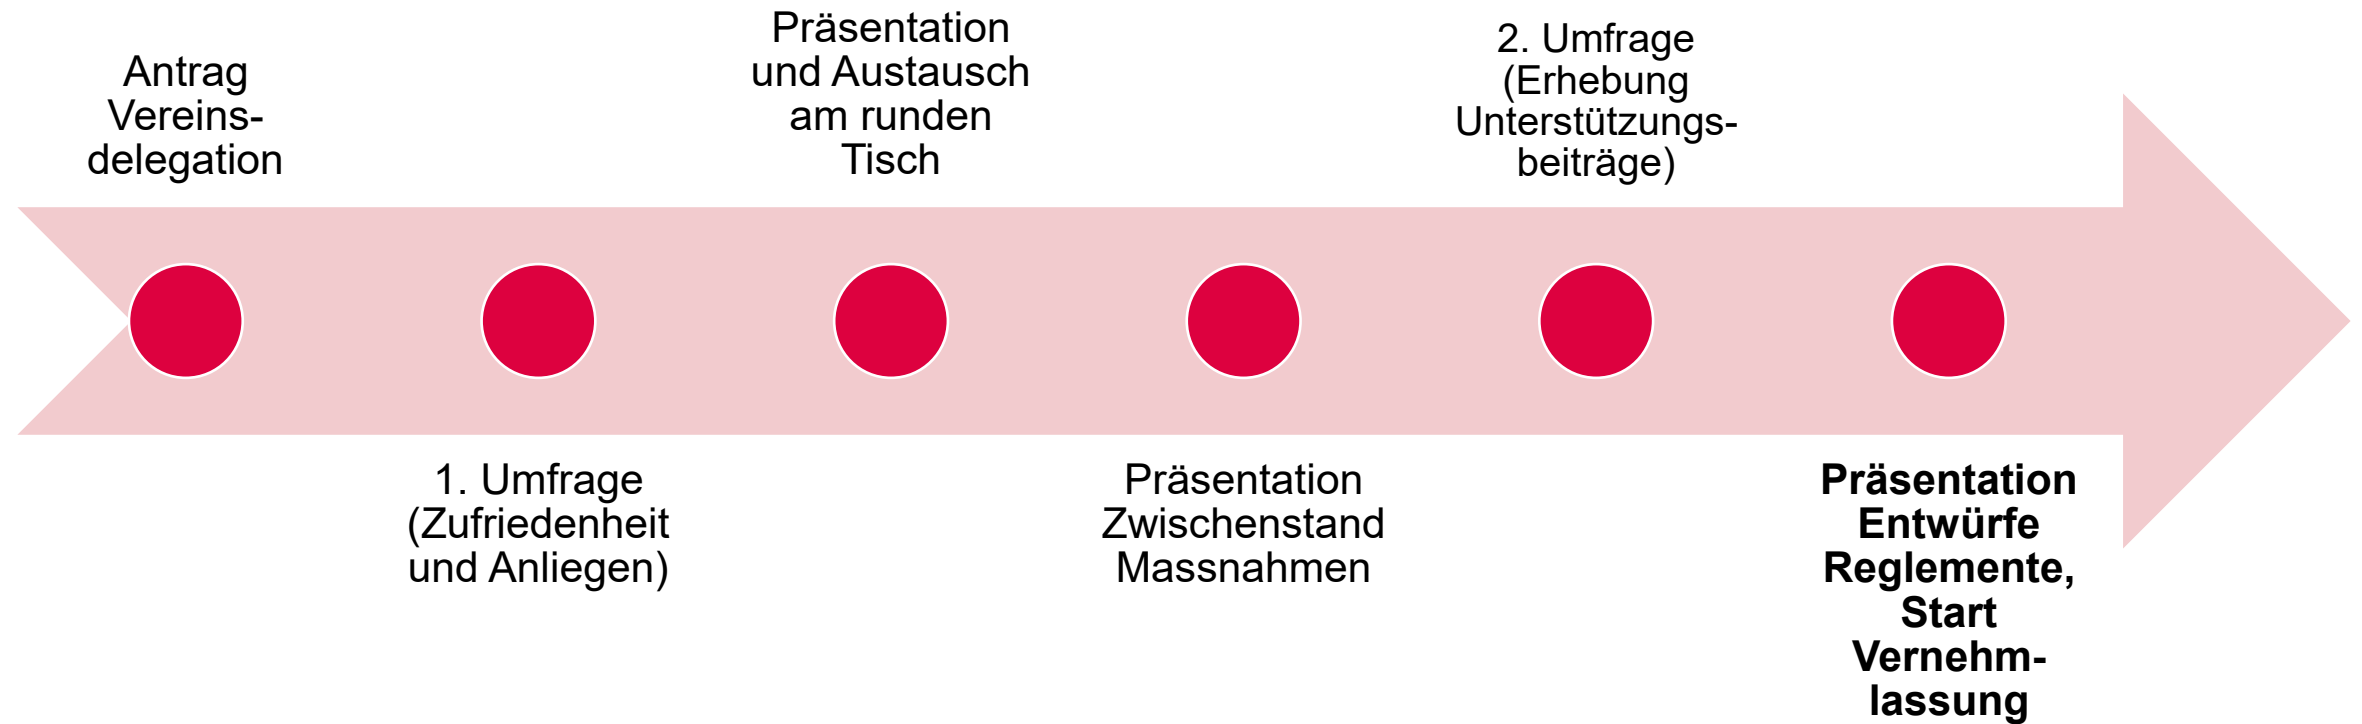 Antrag
Vereins-
delegation
1. Umfrage
(Zufriedenheit
und Anliegen)
Präsentation
und Austausch
am runden
Tisch
Präsentation
Zwischenstand
Massnahmen
2. Umfrage
(Erhebung
Unterstützungs-
beiträge)
Präsentation
Entwürfe
Reglemente,
Start
Vernehm-
lassung